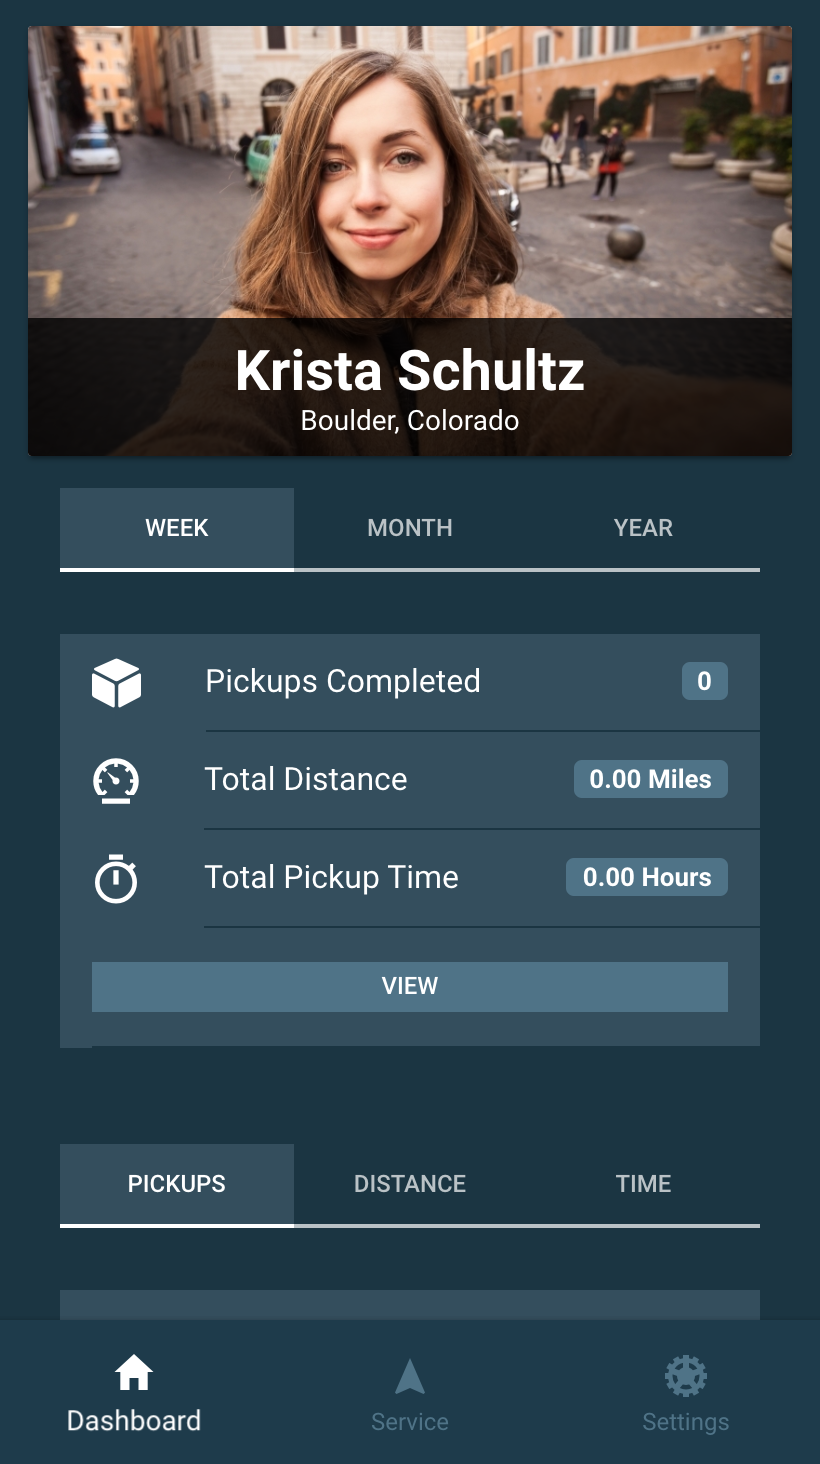 Krista Schultz
Boulder, Colorado
WEEK MONTH YEAR
Pickups Completed 0
Total Distance 0.00 Miles
Total Pickup Time 0.00 Hours
VIEW
PICKUPS DISTANCE TIME
Dashboard Service Settings